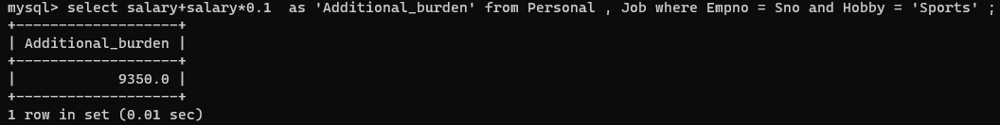 mysql> select salary+salary*0.1  as 'Additional_burden' from Personal , Job where Empno = Sno and Hobby = 'Sports' ;
+-------------------+
| Additional_burden |
+-------------------+
|            9350.0 |
+-------------------+
1 row in set (0.01 sec)